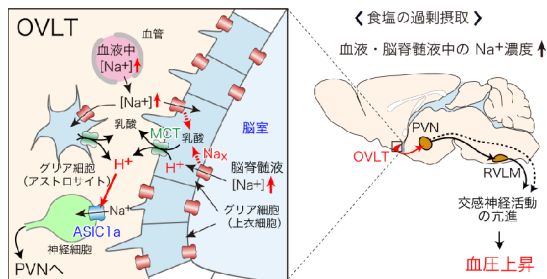 OVLT
血管
血液中
[Na+]↑
[Na+]↑
乳酸
MCT
乳酸
脳室
Nax
H+
H+
グリア細胞
(アストロサイト)
脳脊髄液
[Na+]↑
Na+
グリア細胞
(上衣細胞)
ASIC1a
神経細胞
PVNへ
《 食塩の過剰摂取 》
血液・脳脊髄液中の Na+濃度↑
PVN
OVLT
RVLM
交感神経活動
の亢進
血圧上昇